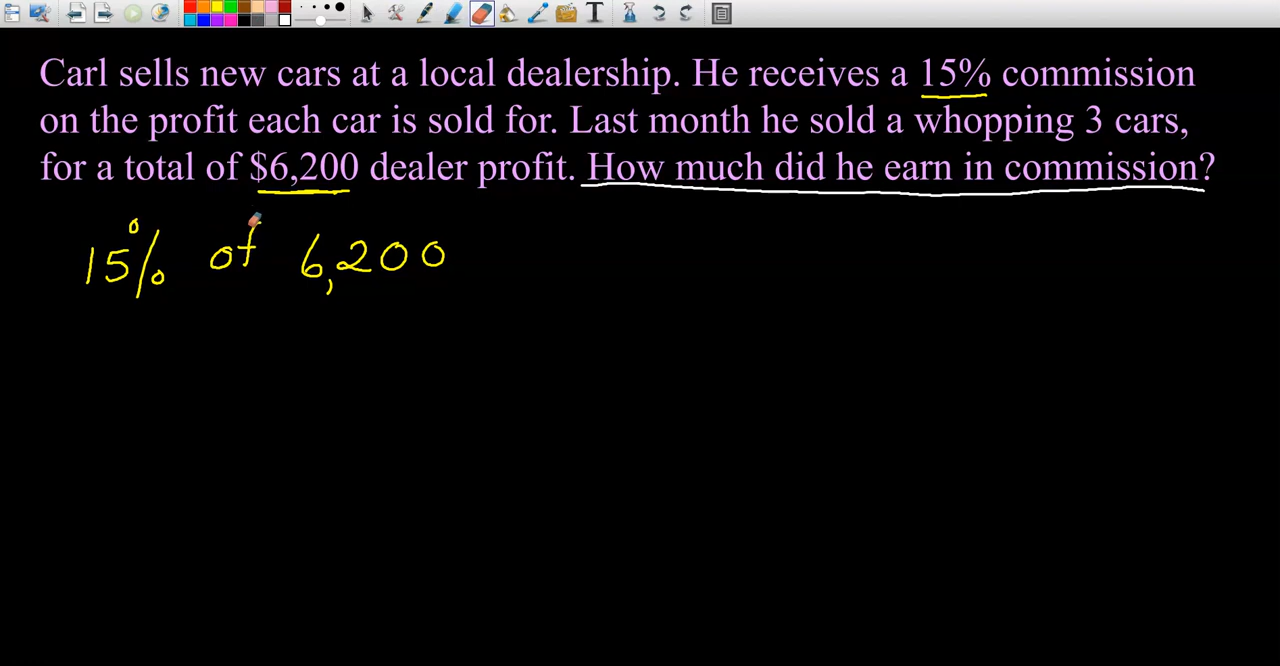 Carl sells new cars at a local dealership. He receives a 15% commission
on the profit each car is sold for. Last month he sold a whopping 3 cars,
for a total of $6,200 dealer profit. How much did he earn in commission?
15% of 6,200